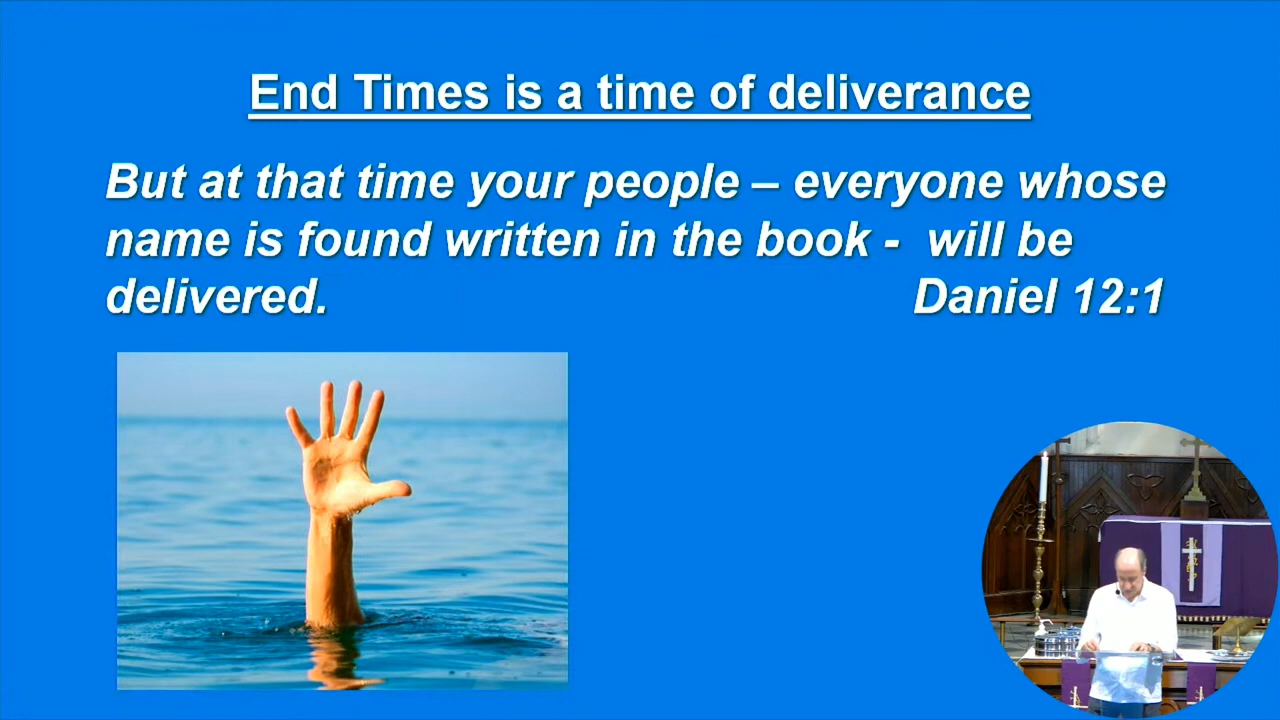 End Times is a time of deliverance
But at that time your people – everyone whose
name is found written in the book -  will be
delivered. Daniel 12:1